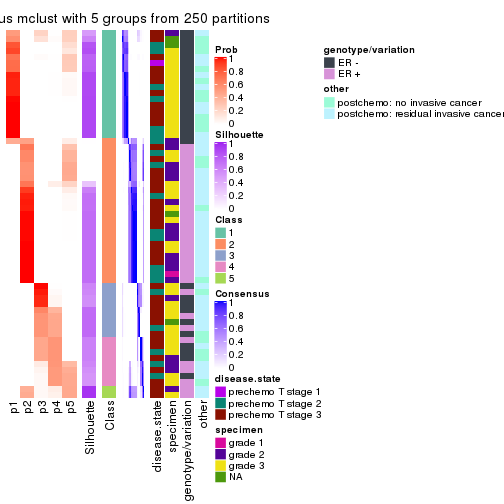 us mclust with 5 groups from 250 partitions
Prob
1
0.8
0.6
0.4
0.2
0
Silhouette
1
0.8
0.6
0.4
0.2
0
Class
1
2
3
4
5
Consensus
1
0.8
0.6
0.4
0.2
0
disease.state
prechemo T stage 1
prechemo T stage 2
prechemo T stage 3
specimen
grade 1
grade 2
grade 3
NA
genotype/variation
ER -
ER +
other
postchemo: no invasive cancer
postchemo: residual invasive cancer
p1
p2
p3
p4
p5
Silhouette
Class
disease.state
specimen
genotype/variation
other